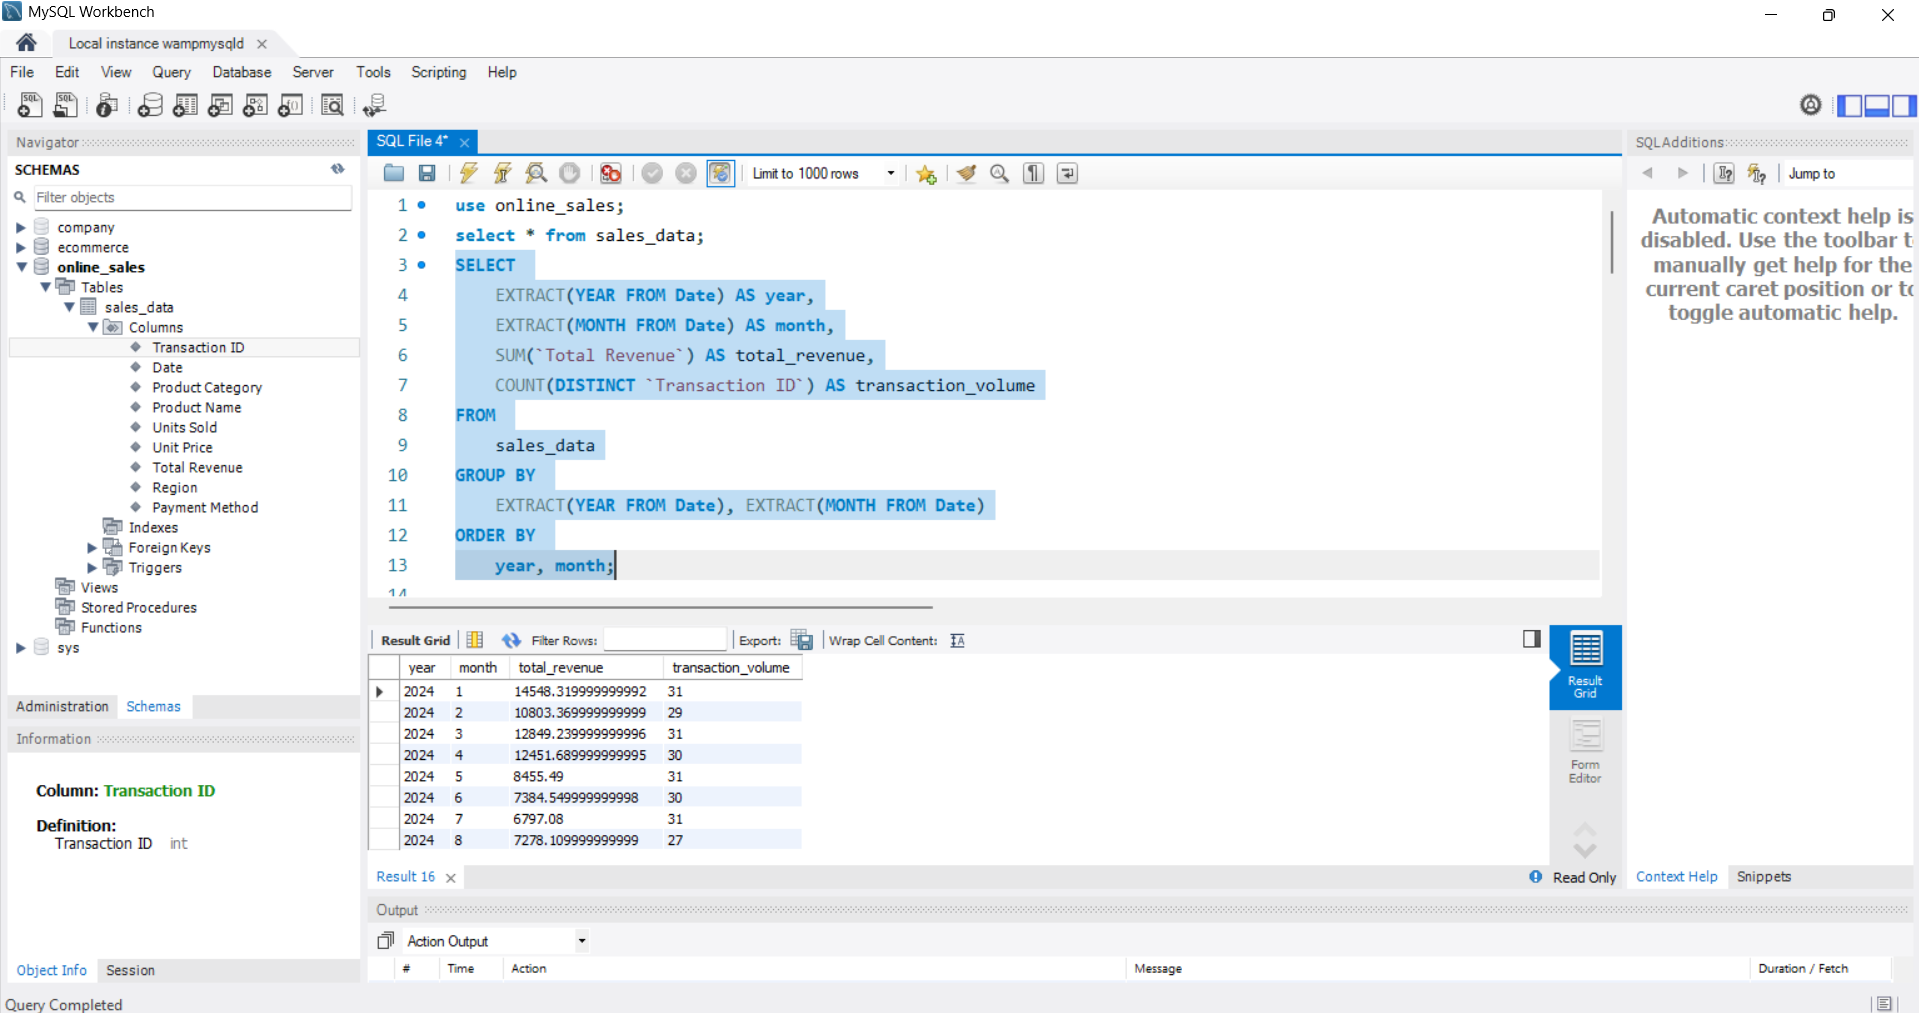 MySQL Workbench
Local instance wampmysqld
File Edit View Query Database Server Tools Scripting Help
Navigator
SCHEMAS
Filter objects
company
ecommerce
online_sales
Tables
sales_data
Columns
Transaction ID
Date
Product Category
Product Name
Units Sold
Unit Price
Total Revenue
Region
Payment Method
Indexes
Foreign Keys
Triggers
Views
Stored Procedures
Functions
sys
Administration Schemas
Information
Column: Transaction ID
Definition:
Transaction ID int
Object Info Session
Query Completed
SQL File 4*
Limit to 1000 rows
1 use online_sales;
2 select * from sales_data;
3 SELECT
4 EXTRACT(YEAR FROM Date) AS year,
5 EXTRACT(MONTH FROM Date) AS month,
6 SUM(`Total Revenue`) AS total_revenue,
7 COUNT(DISTINCT `Transaction ID`) AS transaction_volume
8 FROM
9 sales_data
10 GROUP BY
11 EXTRACT(YEAR FROM Date), EXTRACT(MONTH FROM Date)
12 ORDER BY
13 year, month;
14
Result Grid Filter Rows: Export: Wrap Cell Content:
year month total_revenue transaction_volume
2024 1 14548.319999999992 31
2024 2 10803.369999999999 29
2024 3 12849.239999999996 31
2024 4 12451.689999999995 30
2024 5 8455.49 31
2024 6 7384.549999999998 30
2024 7 6797.08 31
2024 8 7278.109999999999 27
Result
Grid
Form
Editor
Result 16
Read Only
Output
Action Output
# Time Action Message Duration / Fetch
SQLAdditions
Jump to
Automatic context help is
disabled. Use the toolbar t
manually get help for the
current caret position or to
toggle automatic help.
Context Help Snippets